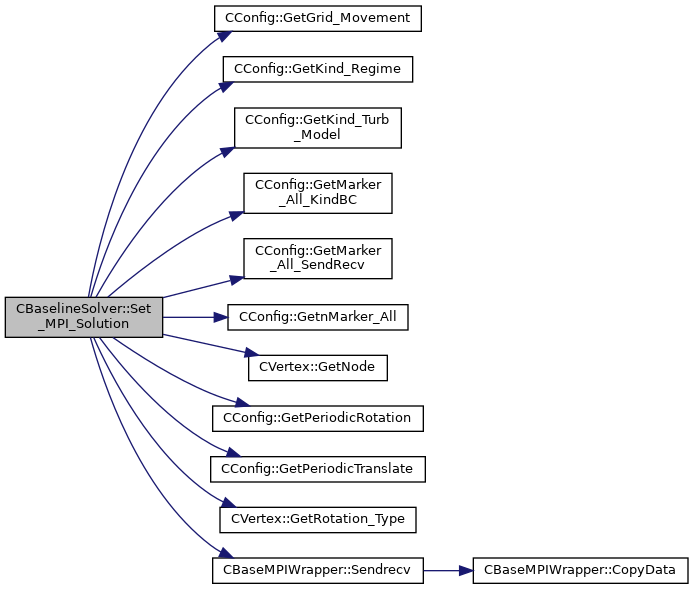 CConfig::GetGrid_Movement
CConfig::GetKind_Regime
CConfig::GetKind_Turb
_Model
CConfig::GetMarker
_All_KindBC
CConfig::GetMarker
_All_SendRecv
CBaselineSolver::Set
_MPI_Solution
CConfig::GetnMarker_All
CVertex::GetNode
CConfig::GetPeriodicRotation
CConfig::GetPeriodicTranslate
CVertex::GetRotation_Type
CBaseMPIWrapper::Sendrecv
CBaseMPIWrapper::CopyData